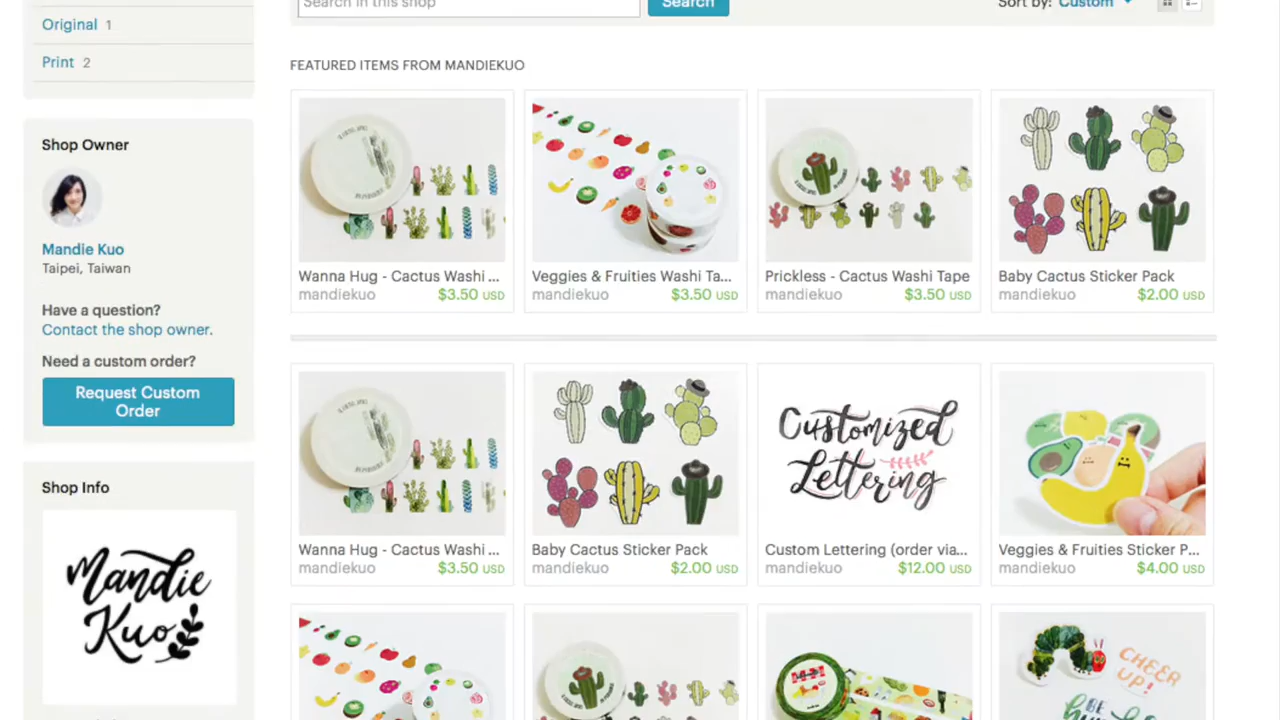 Search in this shop
Search
Sort by: Custom
Original 1
Print 2
FEATURED ITEMS FROM MANDIEKUO
Shop Owner
Mandie Kuo
Taipei, Taiwan
Have a question?
Contact the shop owner.
Need a custom order?
Request Custom
Order
Shop Info
Mandie
Kuo
Wanna Hug - Cactus Washi ...
mandiekuo $3.50 USD
Veggies & Fruities Washi Ta...
mandiekuo $3.50 USD
Prickless - Cactus Washi Tape
mandiekuo $3.50 USD
Baby Cactus Sticker Pack
mandiekuo $2.00 USD
Wanna Hug - Cactus Washi ...
mandiekuo $3.50 USD
Baby Cactus Sticker Pack
mandiekuo $2.00 USD
Customized
Lettering
Custom Lettering (order via...
mandiekuo $12.00 USD
Veggies & Fruities Sticker P...
mandiekuo $4.00 USD
CHEER
UP!
BE